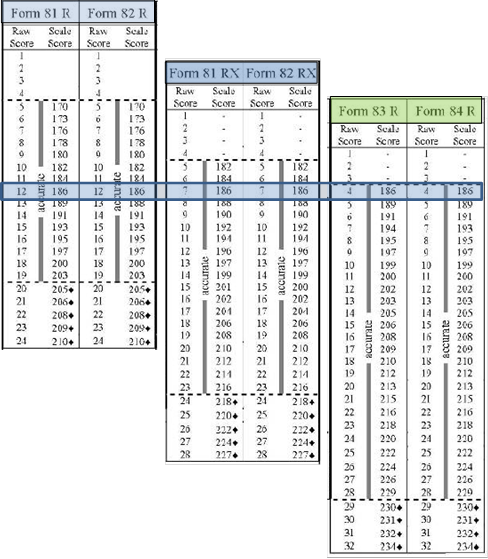 Form 81 R Form 82 R
Raw Scale Raw Scale
Score Score Score Score
1 1
2 2
3 3
4 4
5 170 5 170
6 173 6 173
7 176 7 176
8 178 8 178
9 180 9 180
10 182 10 182
11 184 11 184
12 186 12 186
13 189 13 188
14 191 14 191
15 193 15 193
16 195 16 195
17 197 17 197
18 200 18 200
19 203 19 203
20 205♦ 20 205♦
21 206♦ 21 206♦
22 208♦ 22 208♦
23 209♦ 23 209♦
24 210♦ 24 210♦
accurate
accurate
Form 81 RX Form 82 RX
Raw Scale Raw Scale
Score Score Score Score
1 - 1 -
2 - 2 -
3 - 3 -
4 - 4 -
5 182 5 182
6 184 6 184
7 186 7 186
8 188 8 188
9 190 9 190
10 192 10 192
11 194 11 194
12 196 12 196
13 197 13 197
14 199 14 199
15 201 15 201
16 202 16 202
17 204 17 204
18 206 18 206
19 208 19 208
20 210 20 210
21 212 21 212
22 214 22 214
23 216 23 216
24 218♦ 24 218♦
25 220♦ 25 220♦
26 222♦ 26 222♦
27 224♦ 27 224♦
28 227♦ 28 227♦
accurate
accurate
Form 83 R Form 84 R
Raw Scale Raw Scale
Score Score Score Score
1 - 1 -
2 - 2 -
3 - 3 -
4 186 4 186
5 189 5 189
6 191 6 191
7 194 7 193
8 195 8 195
9 197 9 197
10 199 10 199
11 200 11 200
12 202 12 202
13 203 13 203
14 205 14 205
15 206 15 206
16 208 16 208
17 209 17 209
18 210 18 210
19 212 19 212
20 213 20 213
21 215 21 215
22 216 22 216
23 218 23 218
24 220 24 220
25 222 25 222
26 224 26 224
27 226 27 226
28 229 28 229
29 230♦ 29 230♦
30 231♦ 30 231♦
31 232♦ 31 232♦
32 234♦ 32 234♦
accurate
accurate